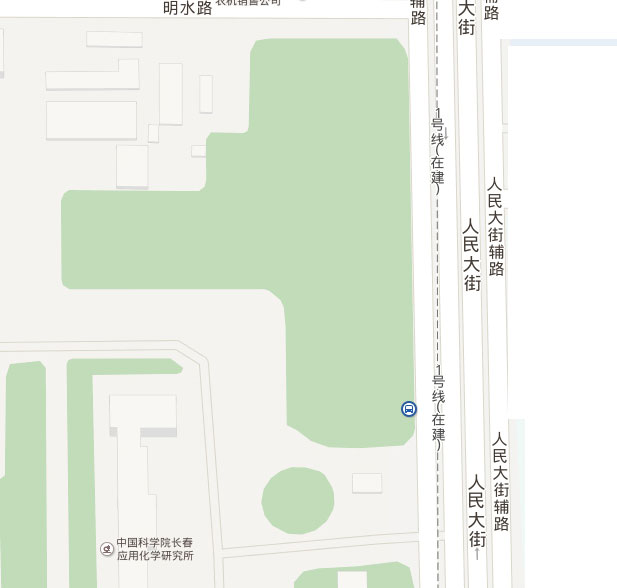 明水路
农机销售公司
辅路
大街
辅路
1号线(在建)
人民大街辅路
人民大街
1号线(在建)
人民大街辅路
人民大街
中国科学院长春
应用化学研究所